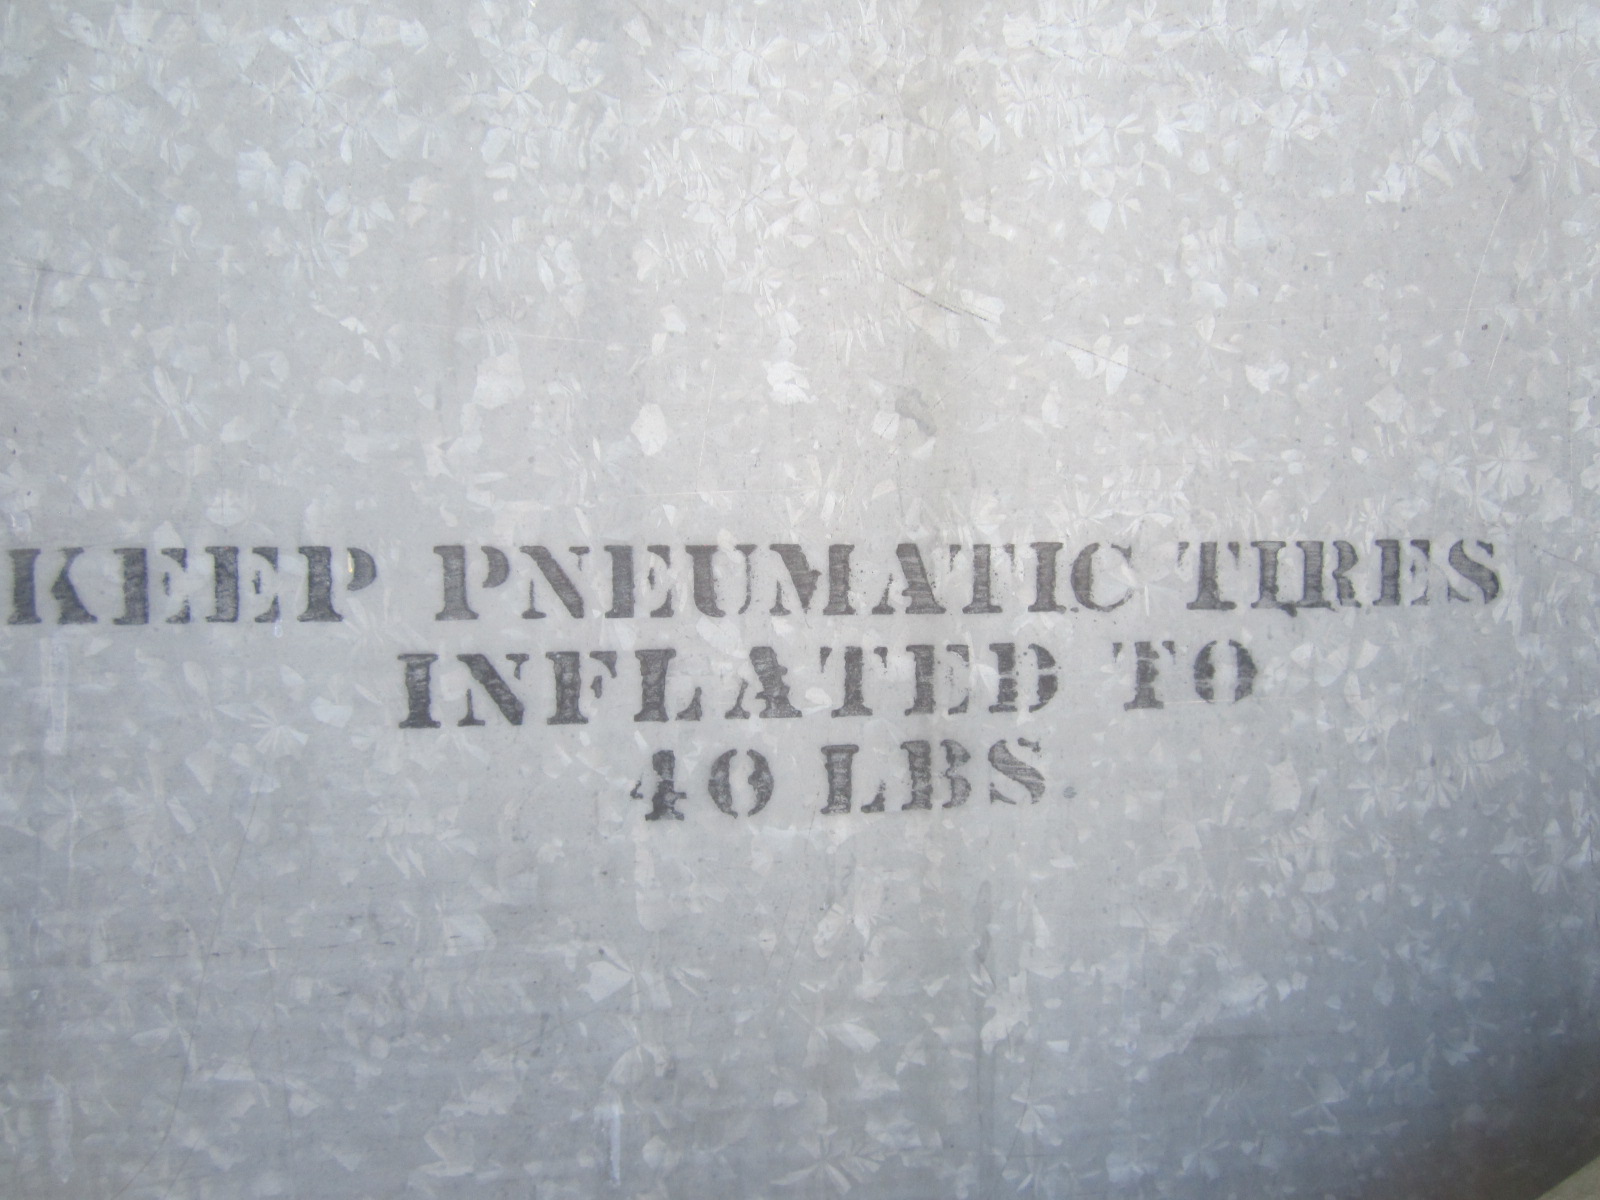 KEEP PNEUMATIC TIRES
INFLATED TO
40 LBS.